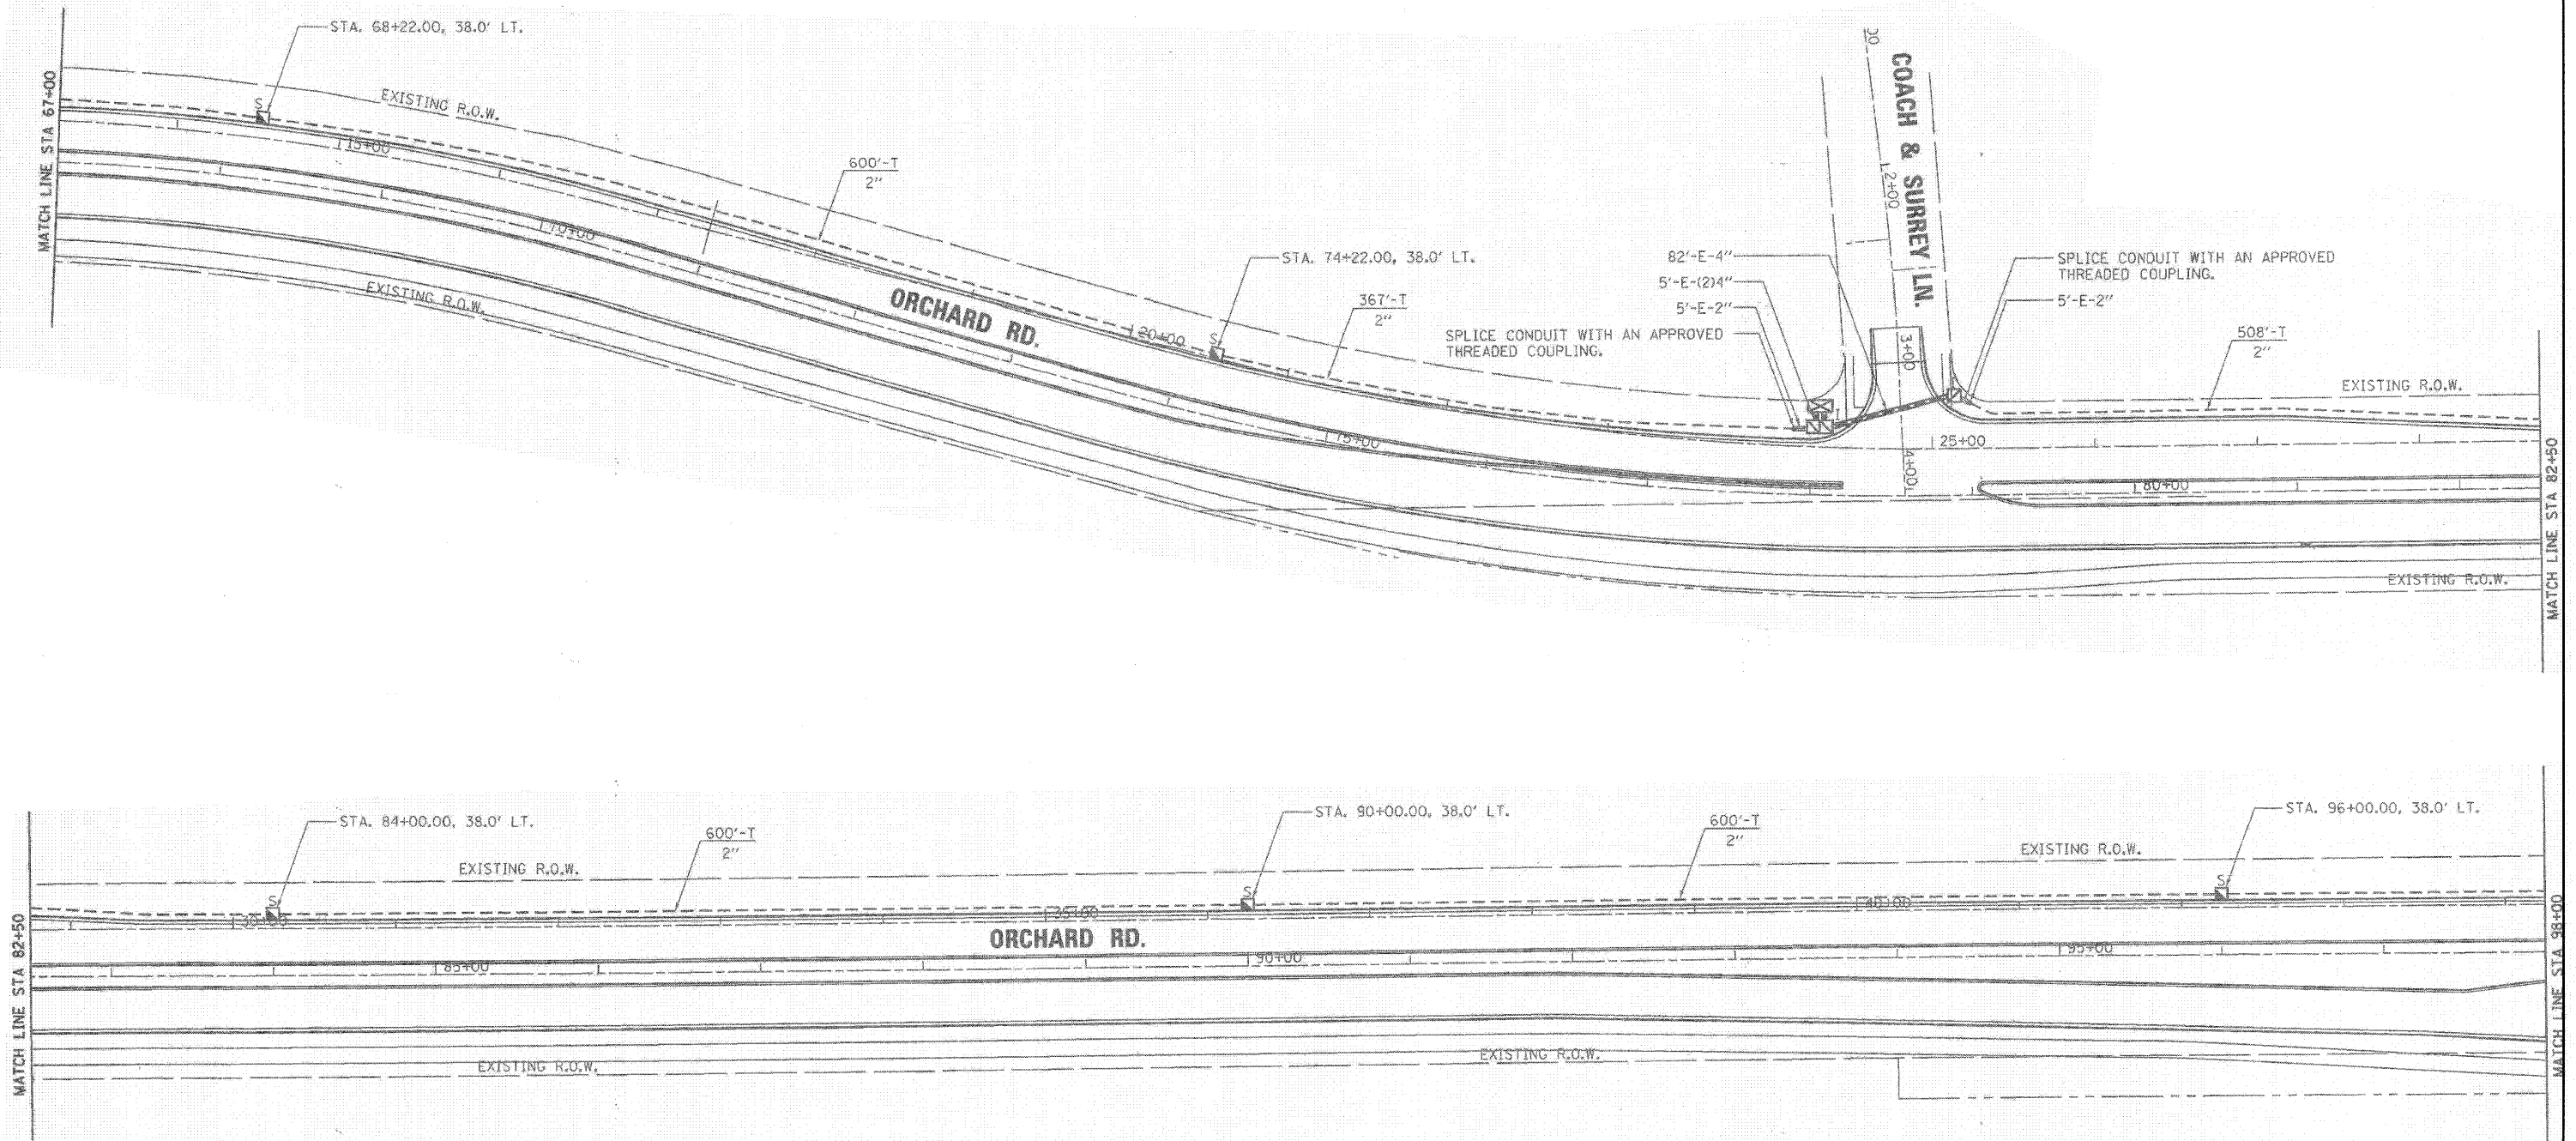 STA. 68+22.00, 38.0' LT.
MATCH LINE STA 67+00
S
EXISTING R.O.W.
15+00
600'-T
2"
70+00
EXISTING R.O.W.
ORCHARD RD.
STA. 74+22.00, 38.0' LT.
20+00
S
367'-T
2"
75+00
COACH & SURREY LN.
2+00
82'-E-4"
5'-E-(2)4"
5'-E-2"
SPLICE CONDUIT WITH AN APPROVED
THREADED COUPLING.
SPLICE CONDUIT WITH AN APPROVED
THREADED COUPLING.
5'-E-2"
3+00
508'-T
2"
EXISTING R.O.W.
25+00
4+00
80+00
EXISTING R.O.W.
MATCH LINE STA 82+50
STA. 84+00.00, 38.0' LT.
600'-T
2"
STA. 90+00.00, 38.0' LT.
600'-T
2"
STA. 96+00.00, 38.0' LT.
EXISTING R.O.W.
EXISTING R.O.W.
S
S
S
30+00
35+00
40+00
ORCHARD RD.
85+00
90+00
95+00
EXISTING R.O.W.
EXISTING R.O.W.
MATCH LINE STA 82+50
MATCH LINE STA 98+00